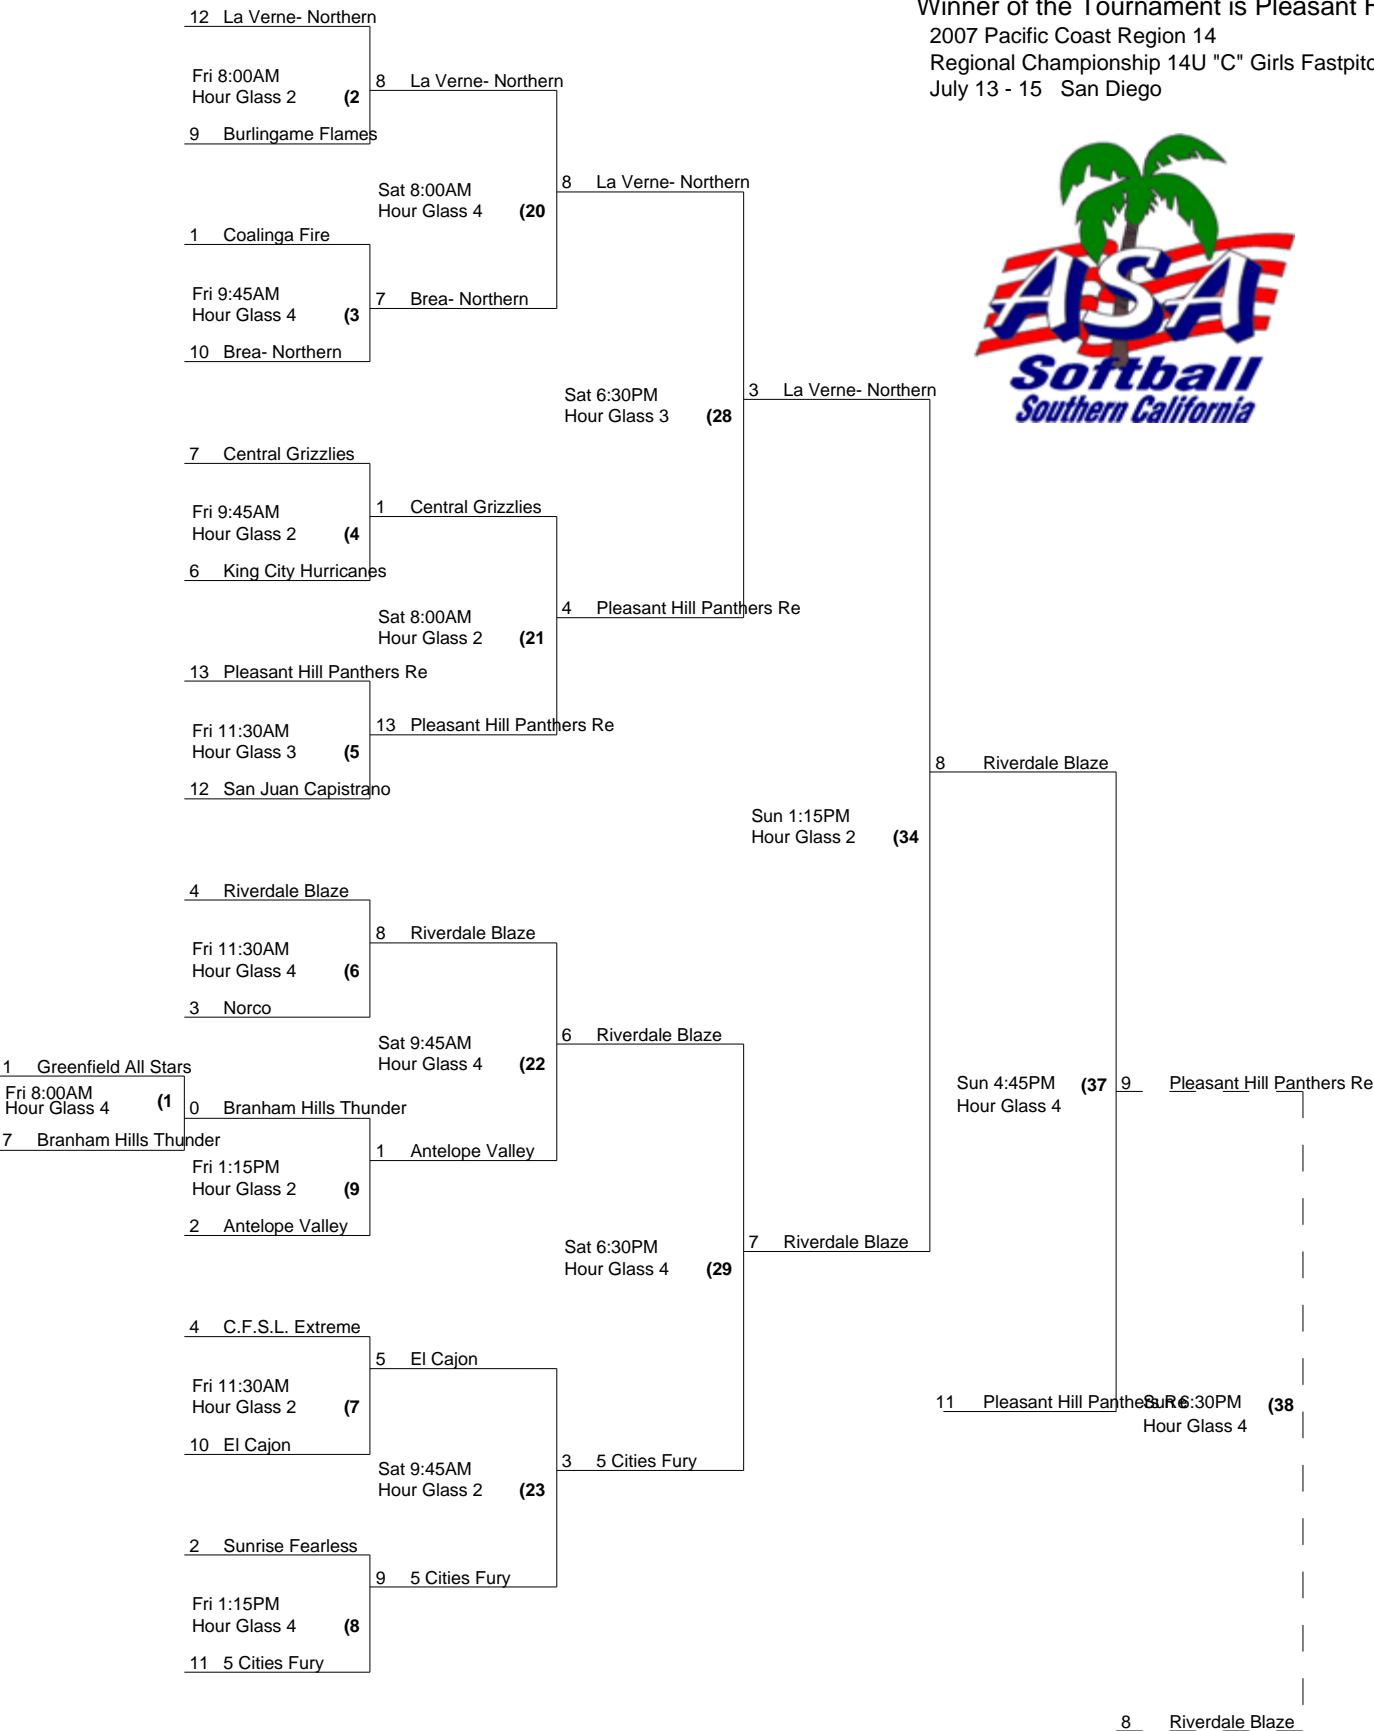 Winner of the Tournament is Pleasant H
2007 Pacific Coast Region 14
Regional Championship 14U "C" Girls Fastpitc
July 13 - 15 San Diego
ASA
Softball
Southern California
12 La Verne- Northern
Fri 8:00AM
Hour Glass 2 (2
9 Burlingame Flames
8 La Verne- Northern
Sat 8:00AM
Hour Glass 4 (20
1 Coalinga Fire
Fri 9:45AM
Hour Glass 4 (3
10 Brea- Northern
7 Brea- Northern
8 La Verne- Northern
Sat 6:30PM
Hour Glass 3 (28
7 Central Grizzlies
Fri 9:45AM
Hour Glass 2 (4
6 King City Hurricanes
1 Central Grizzlies
Sat 8:00AM
Hour Glass 2 (21
13 Pleasant Hill Panthers Re
Fri 11:30AM
Hour Glass 3 (5
12 San Juan Capistrano
13 Pleasant Hill Panthers Re
4 Pleasant Hill Panthers Re
3 La Verne- Northern
Sun 1:15PM
Hour Glass 2 (34
4 Riverdale Blaze
Fri 11:30AM
Hour Glass 4 (6
3 Norco
8 Riverdale Blaze
Sat 9:45AM
Hour Glass 4 (22
1 Greenfield All Stars
Fri 8:00AM
Hour Glass 4 (1
7 Branham Hills Thunder
0 Branham Hills Thunder
Fri 1:15PM
Hour Glass 2 (9
2 Antelope Valley
1 Antelope Valley
6 Riverdale Blaze
Sat 6:30PM
Hour Glass 4 (29
4 C.F.S.L. Extreme
Fri 11:30AM
Hour Glass 2 (7
10 El Cajon
5 El Cajon
Sat 9:45AM
Hour Glass 2 (23
2 Sunrise Fearless
Fri 1:15PM
Hour Glass 4 (8
11 5 Cities Fury
9 5 Cities Fury
3 5 Cities Fury
7 Riverdale Blaze
8 Riverdale Blaze
Sun 4:45PM (37
Hour Glass 4
11 Pleasant Hill Panthers Re
9 Pleasant Hill Panthers Re
Sun 6:30PM (38
Hour Glass 4
8 Riverdale Blaze